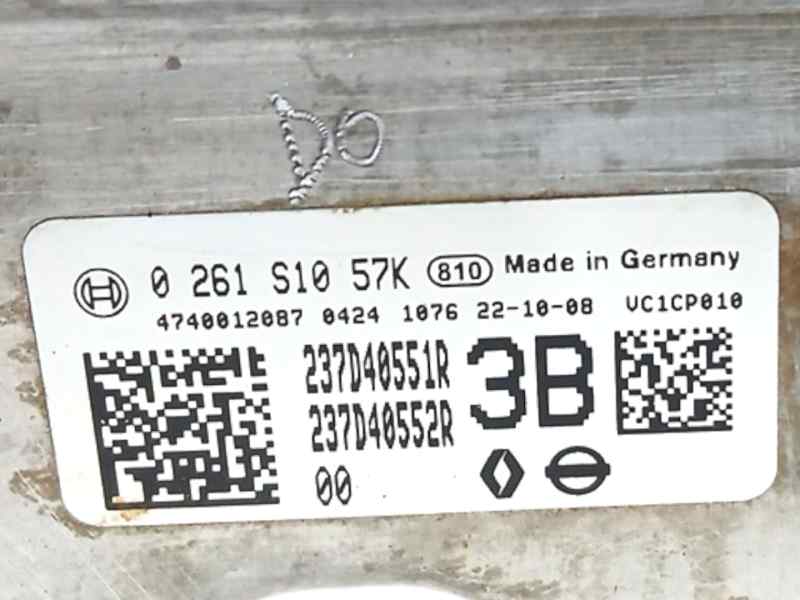 DO
0 261 S10 57K 810 Made in Germany
4740012087 0424 1076 22-10-08 VC1CP010
237D40551R 3B
237D40552R
00